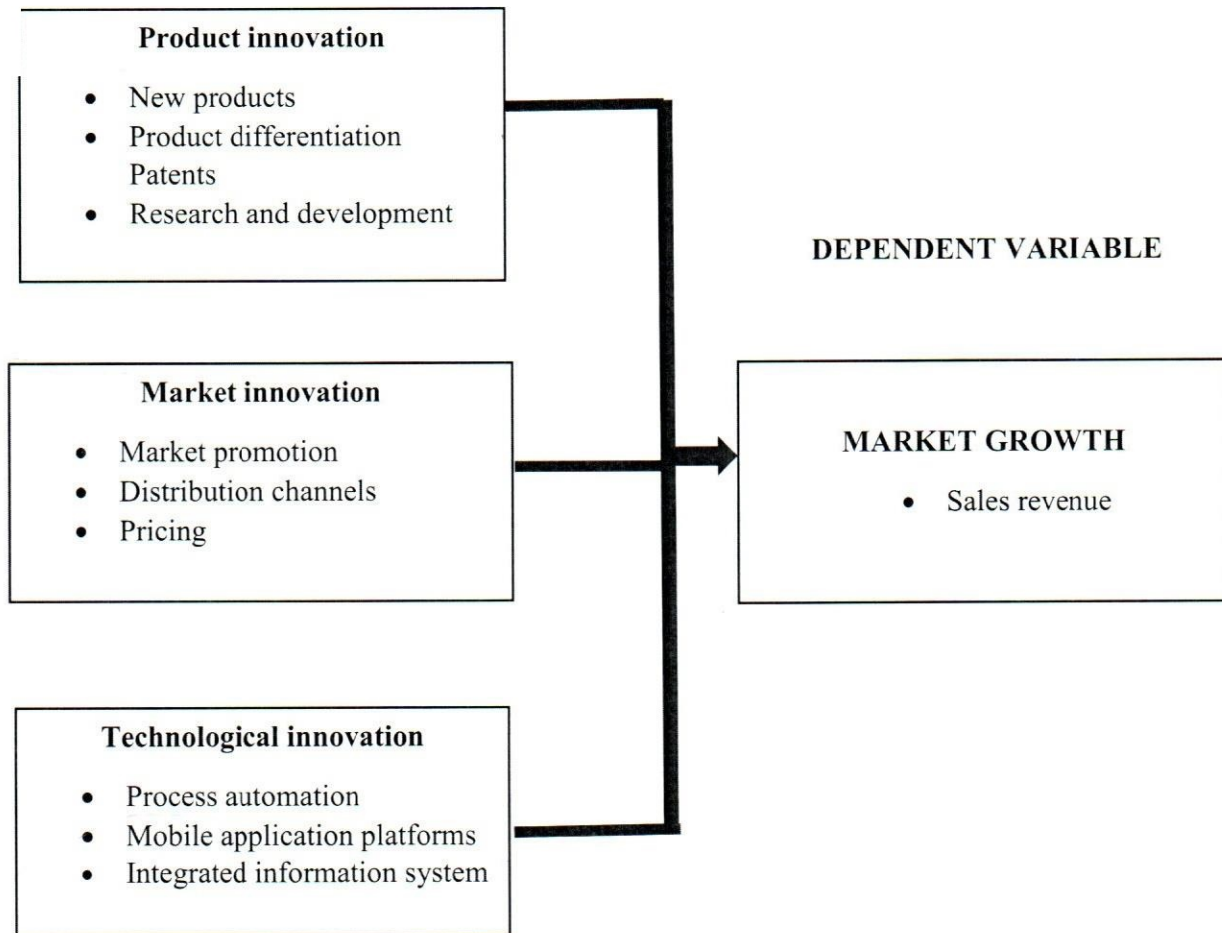 Product innovation
• New products
• Product differentiation
Patents
• Research and development
DEPENDENT VARIABLE
Market innovation
• Market promotion
• Distribution channels
• Pricing
MARKET GROWTH
• Sales revenue
Technological innovation
• Process automation
• Mobile application platforms
• Integrated information system